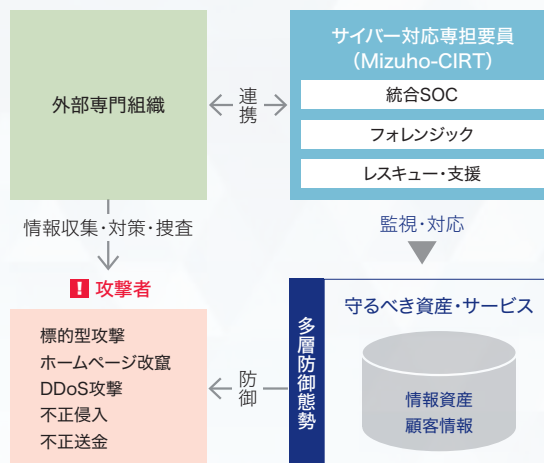 外部専門組織
連携
サイバー対応専担要員
（Mizuho-CIRT）
統合SOC
フォレンジック
レスキュー・支援
情報収集・対策・捜査
監視・対応
! 攻撃者
標的型攻撃
ホームページ改竄
DDoS攻撃
不正侵入
不正送金
防御
多層防御態勢
守るべき資産・サービス
情報資産
顧客情報